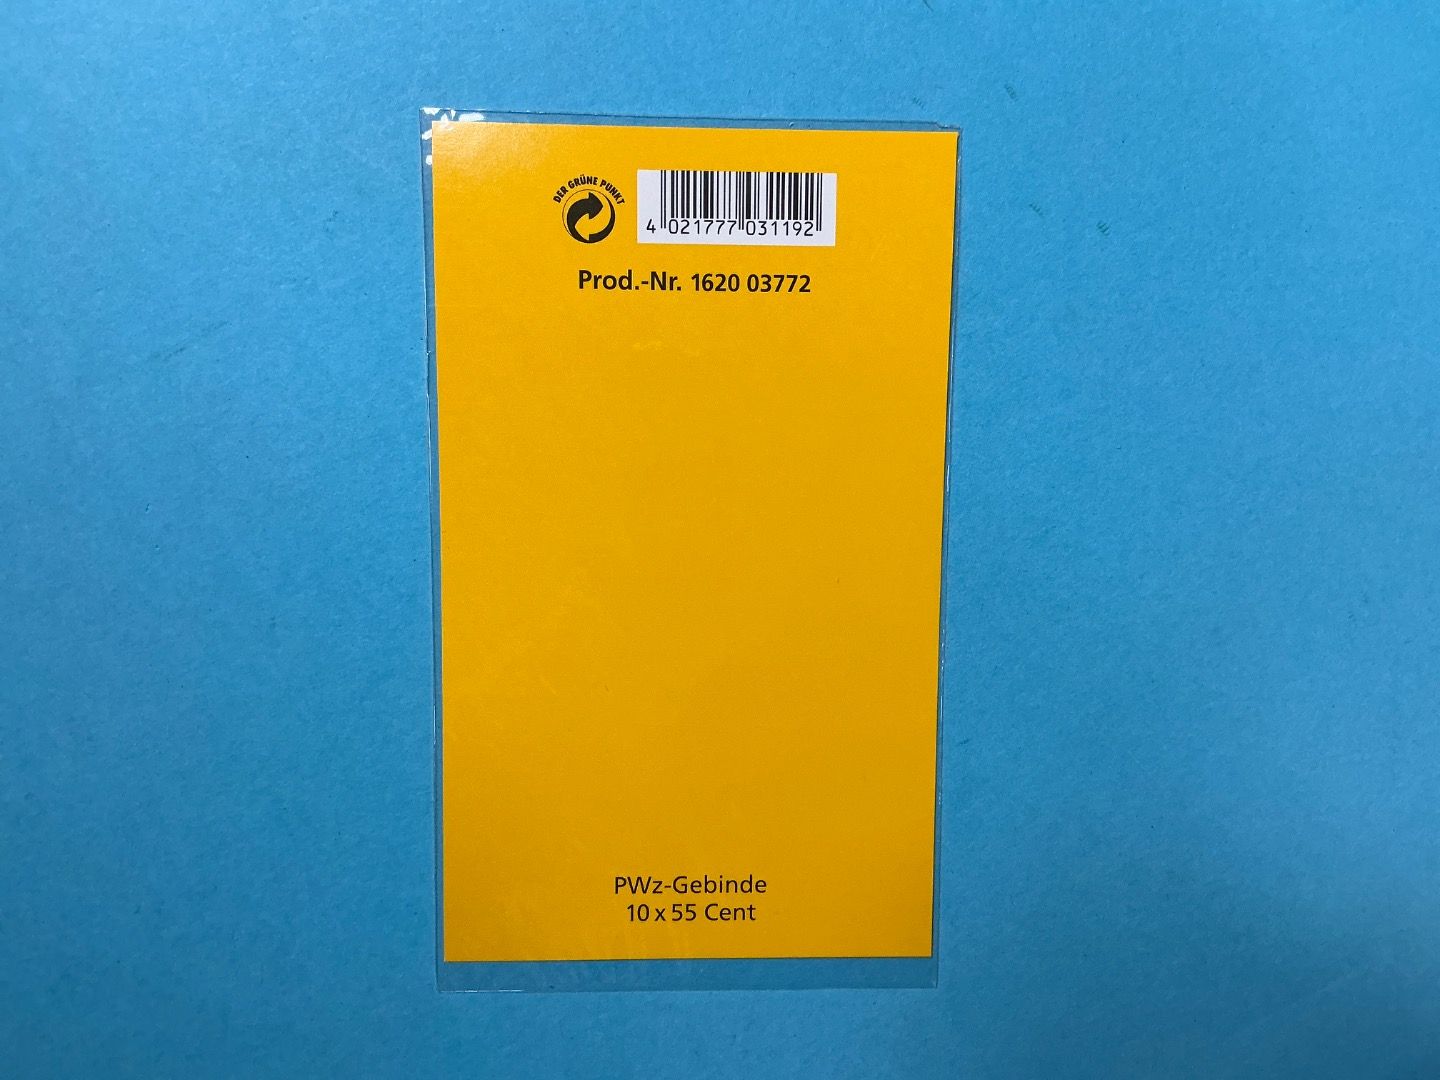 DER GRÜNE PUNKT
4 021777 031192
Prod.-Nr. 1620 03772
PWz-Gebinde
10 x 55 Cent